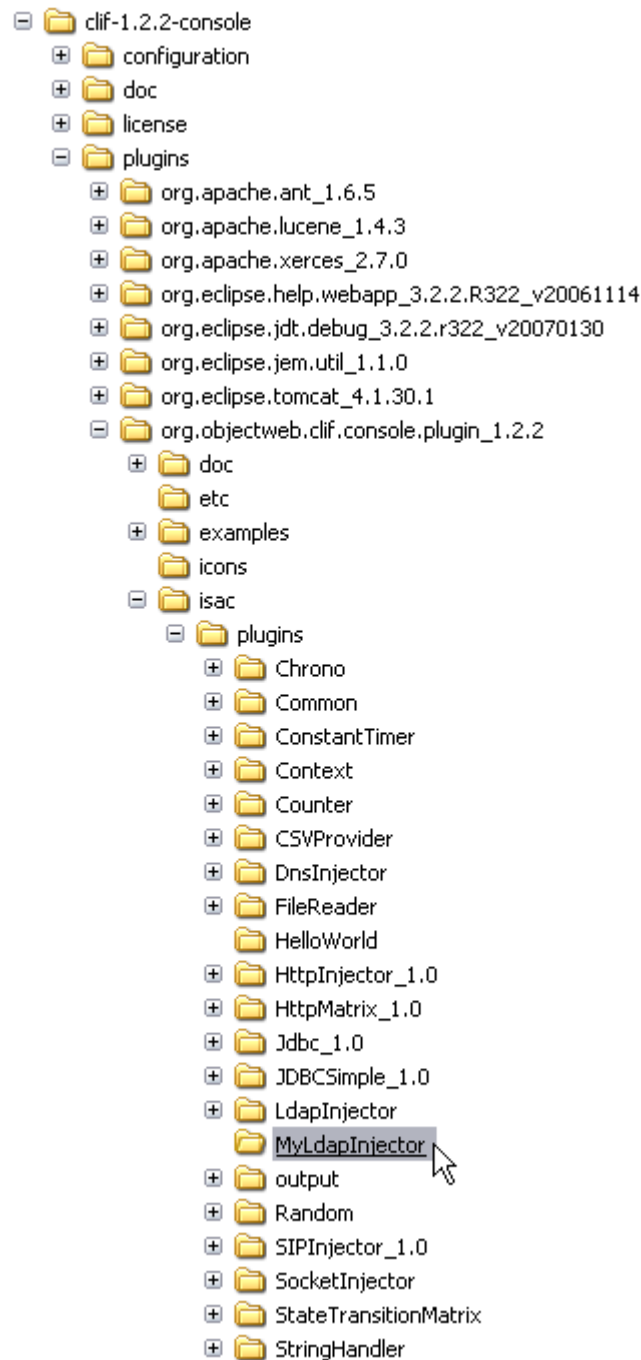 clif-1.2.2-console
configuration
doc
license
plugins
org.apache.ant_1.6.5
org.apache.lucene_1.4.3
org.apache.xerces_2.7.0
org.eclipse.help.webapp_3.2.2.R322_v20061114
org.eclipse.jdt.debug_3.2.2.r322_v20070130
org.eclipse.jem.util_1.1.0
org.eclipse.tomcat_4.1.30.1
org.objectweb.clif.console.plugin_1.2.2
doc
etc
examples
icons
isac
plugins
Chrono
Common
ConstantTimer
Context
Counter
CSVProvider
DnsInjector
FileReader
HelloWorld
HttpInjector_1.0
HttpMatrix_1.0
Jdbc_1.0
JDBCSimple_1.0
LdapInjector
MyLdapInjector
output
Random
SIPInjector_1.0
SocketInjector
StateTransitionMatrix
StringHandler